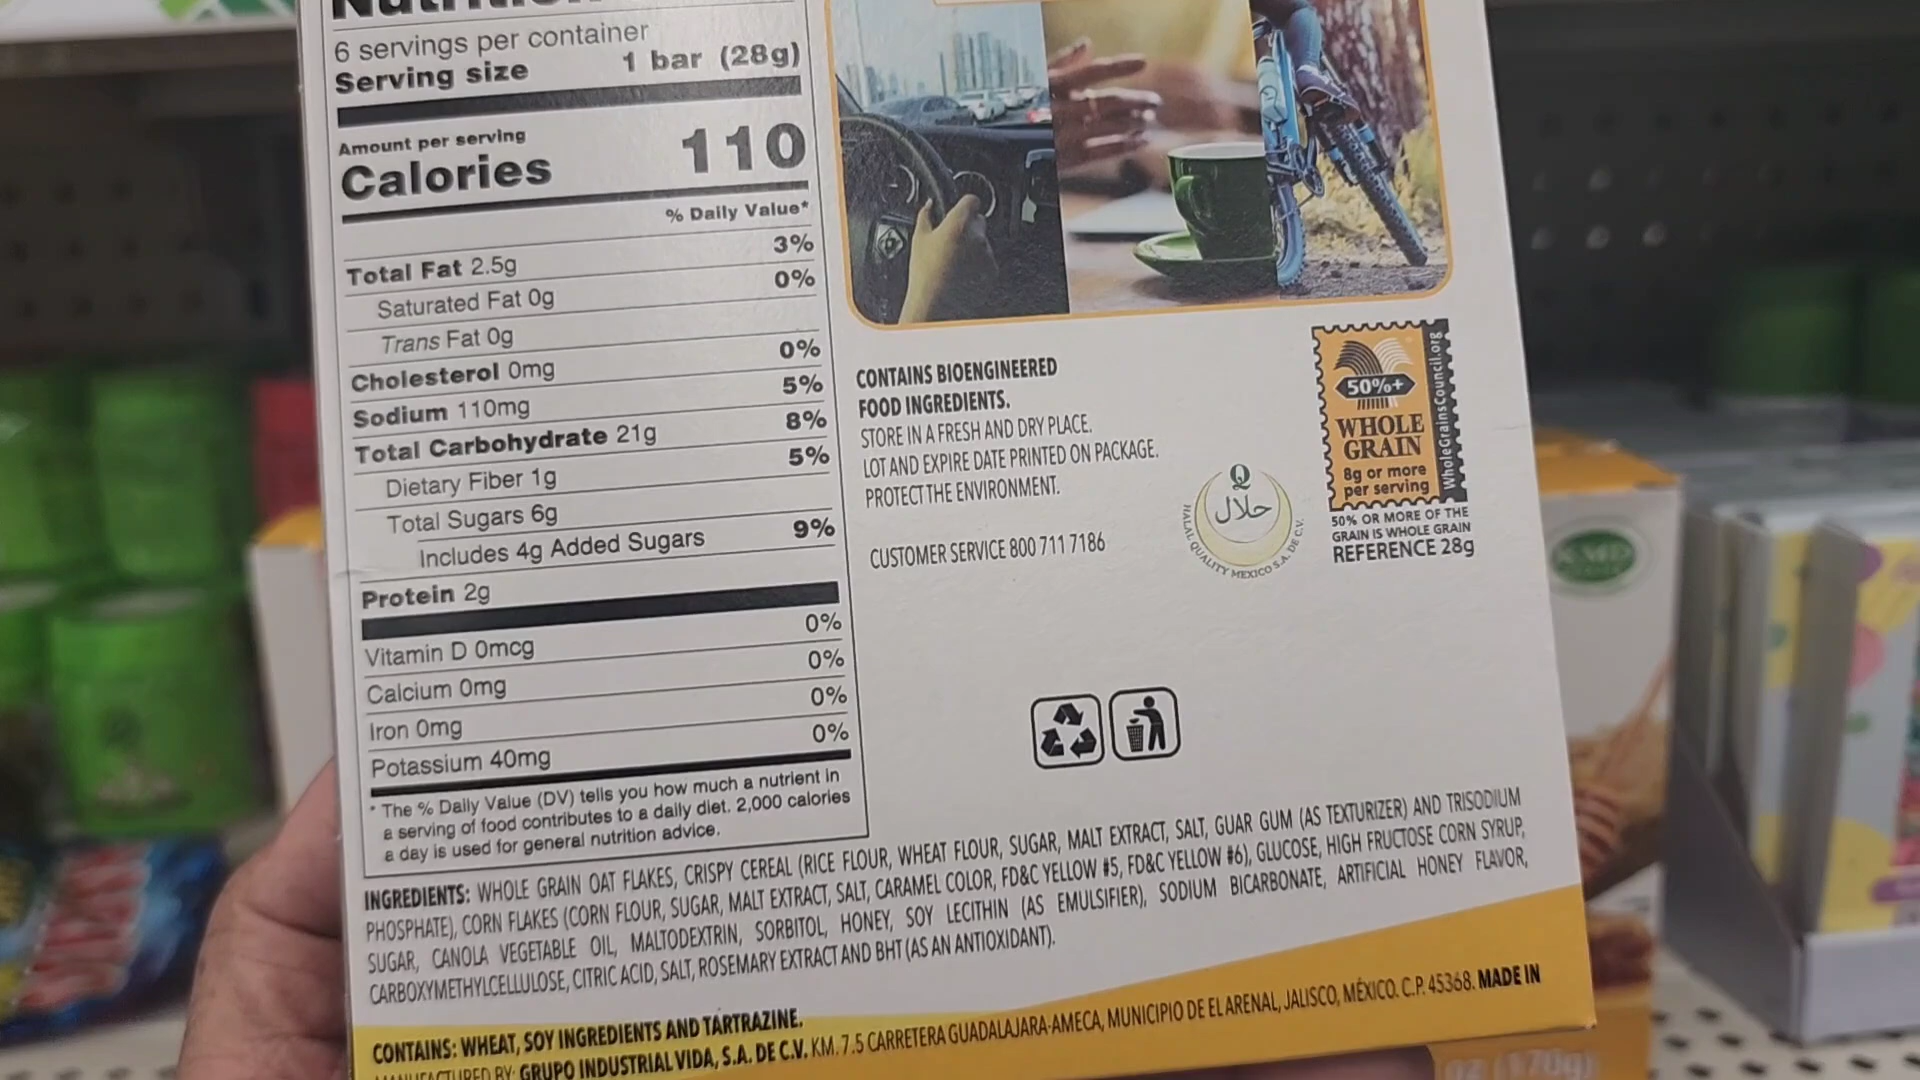 Nutrition
6 servings per container
Serving size 1 bar (28g)
Amount per serving
Calories 110
% Daily Value*
Total Fat 2.5g 3%
Saturated Fat 0g 0%
Trans Fat 0g
Cholesterol 0mg 0%
Sodium 110mg 5%
Total Carbohydrate 21g 8%
Dietary Fiber 1g 5%
Total Sugars 6g
Includes 4g Added Sugars 9%
Protein 2g
Vitamin D 0mcg 0%
Calcium 0mg 0%
Iron 0mg 0%
Potassium 40mg 0%
* The % Daily Value (DV) tells you how much a nutrient in
a serving of food contributes to a daily diet. 2,000 calories
a day is used for general nutrition advice.
CONTAINS BIOENGINEERED
FOOD INGREDIENTS.
STORE IN A FRESH AND DRY PLACE.
LOT AND EXPIRE DATE PRINTED ON PACKAGE.
PROTECT THE ENVIRONMENT.
CUSTOMER SERVICE 800 711 7186
Q
حلال
HALAL QUALITY MEXICO S.A. DE C.V.
50%+
WHOLE
GRAIN
8g or more
per serving
WholeGrainsCouncil.org
50% OR MORE OF THE
GRAIN IS WHOLE GRAIN
REFERENCE 28g
INGREDIENTS: WHOLE GRAIN OAT FLAKES, CRISPY CEREAL (RICE FLOUR, WHEAT FLOUR, SUGAR, MALT EXTRACT, SALT, GUAR GUM (AS TEXTURIZER) AND TRISODIUM
PHOSPHATE), CORN FLAKES (CORN FLOUR, SUGAR, MALT EXTRACT, SALT, CARAMEL COLOR, FD&C YELLOW #5, FD&C YELLOW #6), GLUCOSE, HIGH FRUCTOSE CORN SYRUP,
SUGAR, CANOLA VEGETABLE OIL, MALTODEXTRIN, SORBITOL, HONEY, SOY LECITHIN (AS EMULSIFIER), SODIUM BICARBONATE, ARTIFICIAL HONEY FLAVOR,
CARBOXYMETHYLCELLULOSE, CITRIC ACID, SALT, ROSEMARY EXTRACT AND BHT (AS AN ANTIOXIDANT).
CONTAINS: WHEAT, SOY INGREDIENTS AND TARTRAZINE.
MANUFACTURED BY: GRUPO INDUSTRIAL VIDA, S.A. DE C.V. KM. 7.5 CARRETERA GUADALAJARA-AMECA, MUNICIPIO DE EL ARENAL, JALISCO, MÉXICO. C.P. 45368. MADE IN
oz (170g)